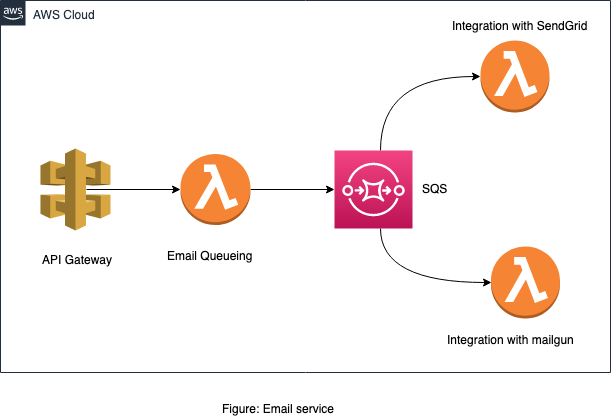 aws
AWS Cloud
Integration with SendGrid
SQS
API Gateway
Email Queueing
Integration with mailgun
Figure: Email service